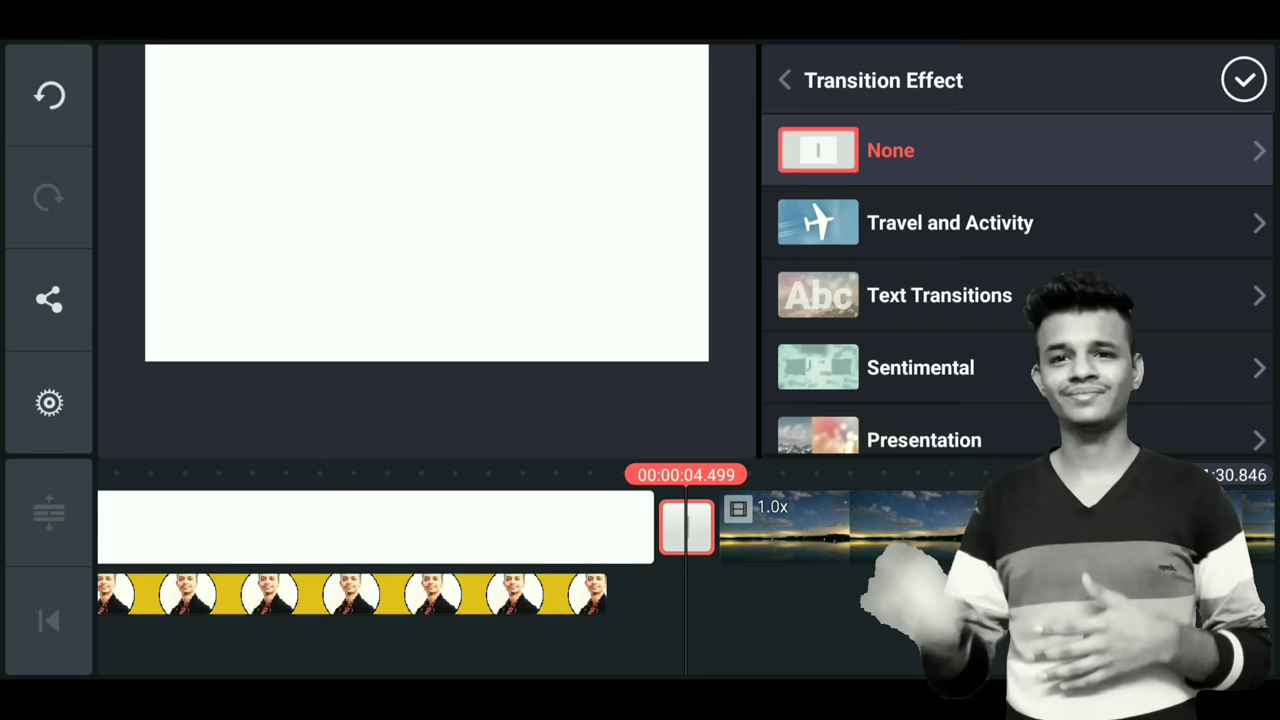 Transition Effect
None
Travel and Activity
Abc
Text Transitions
Sentimental
Presentation
00:00:04.499
1:30.846
1.0x